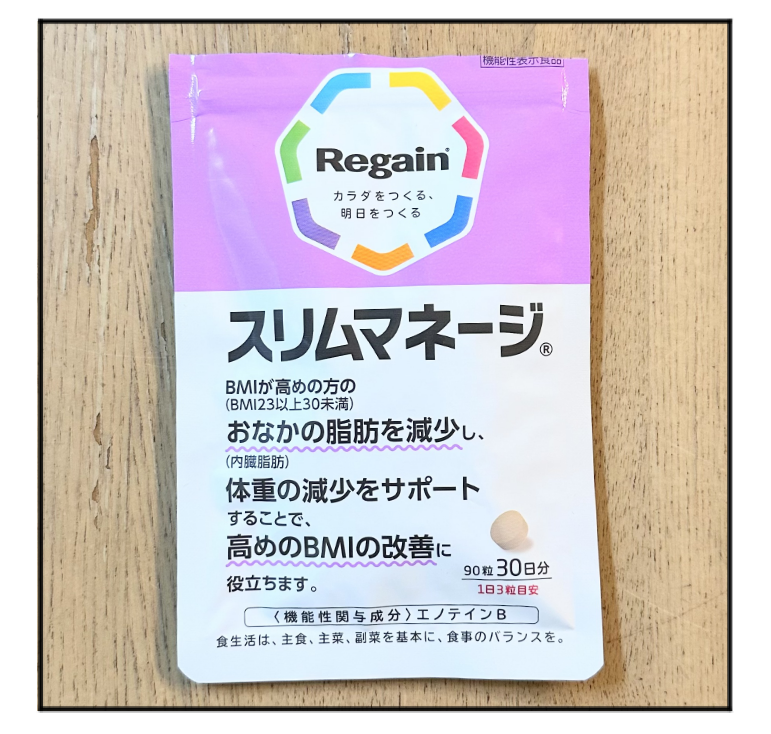 機能性表示食品
Regain®
カラダをつくる、
明日をつくる
スリムマネージ®
BMIが高めの方の
(BMI23以上30未満)
おなかの脂肪を減少し、
(内臓脂肪)
体重の減少をサポート
することで、
高めのBMIの改善に
役立ちます。
90粒30日分
1日3粒目安
〈機能性関与成分〉エノテインB
食生活は、主食、主菜、副菜を基本に、食事のバランスを。